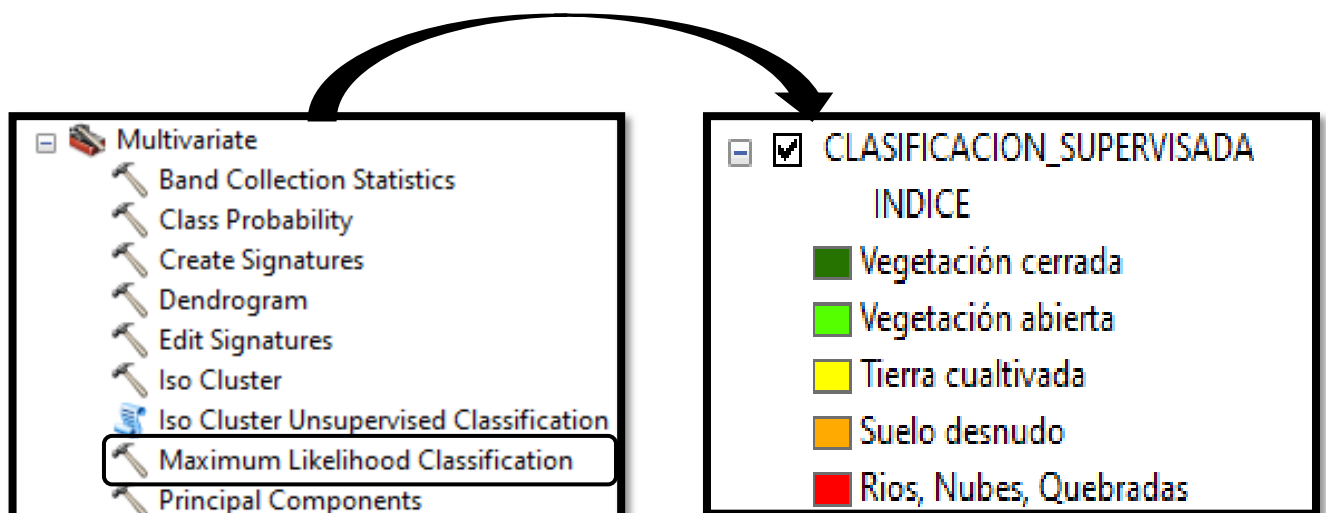 Multivariate
Band Collection Statistics
Class Probability
Create Signatures
Dendrogram
Edit Signatures
Iso Cluster
Iso Cluster Unsupervised Classification
Maximum Likelihood Classification
Principal Components
CLASIFICACION_SUPERVISADA
INDICE
Vegetación cerrada
Vegetación abierta
Tierra cualtivada
Suelo desnudo
Rios, Nubes, Quebradas